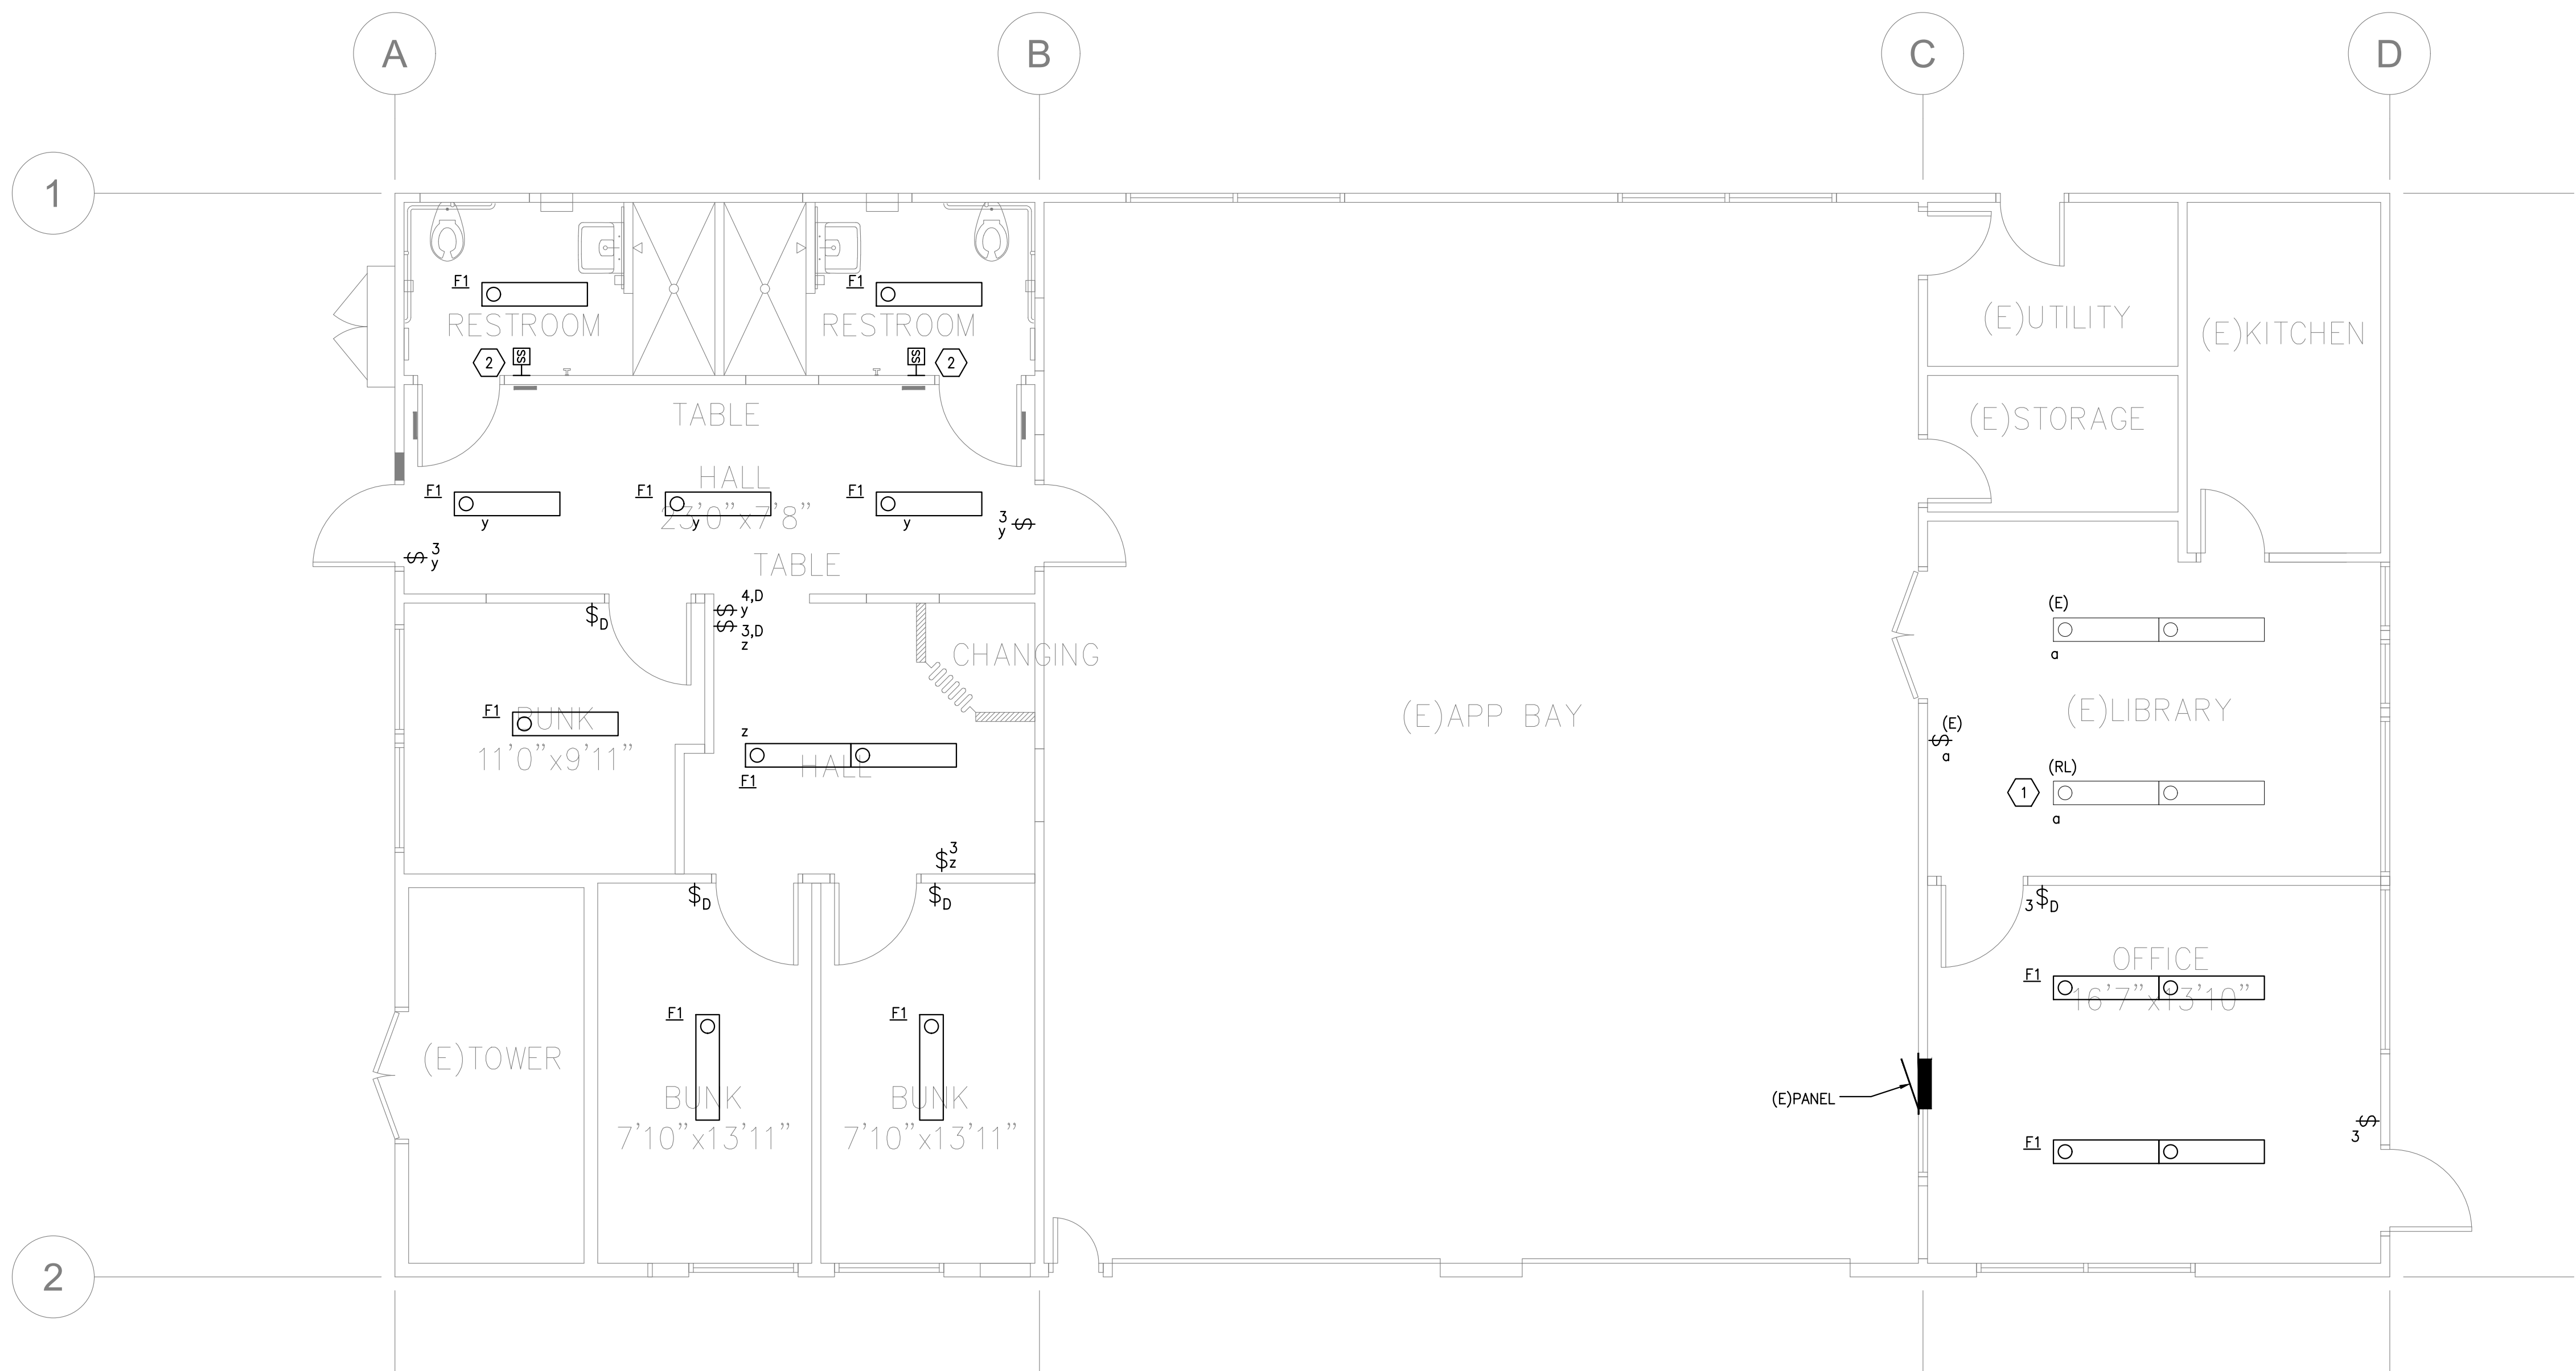 A
B
C
D
1
F1
F1
RESTROOM
RESTROOM
(E)UTILITY
(E)KITCHEN
2
SS
SS
2
TABLE
(E)STORAGE
HALL
23'0"x7'8"
F1
y
F1
y
F1
y
3
y
3
y
TABLE
4,D
y
3,D
z
D
CHANGING
(E)
a
(E)LIBRARY
F1
BUNK
11'0"x9'11"
z
HALL
F1
(E)APP BAY
(E)
a
(RL)
1
a
$3
z
$D
$D
3$D
OFFICE
16'7"x13'10"
F1
F1
F1
(E)TOWER
BUNK
7'10"x13'11"
BUNK
7'10"x13'11"
(E)PANEL
3
F1
2